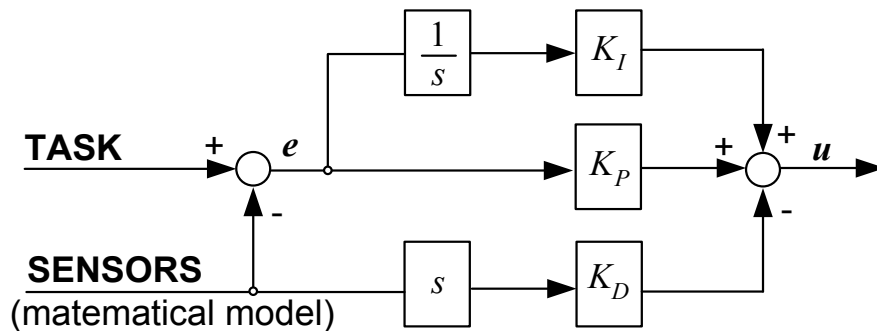 1
s
K_I
+
TASK
+
e
K_P
+
u
-
-
SENSORS
(matematical model)
s
K_D